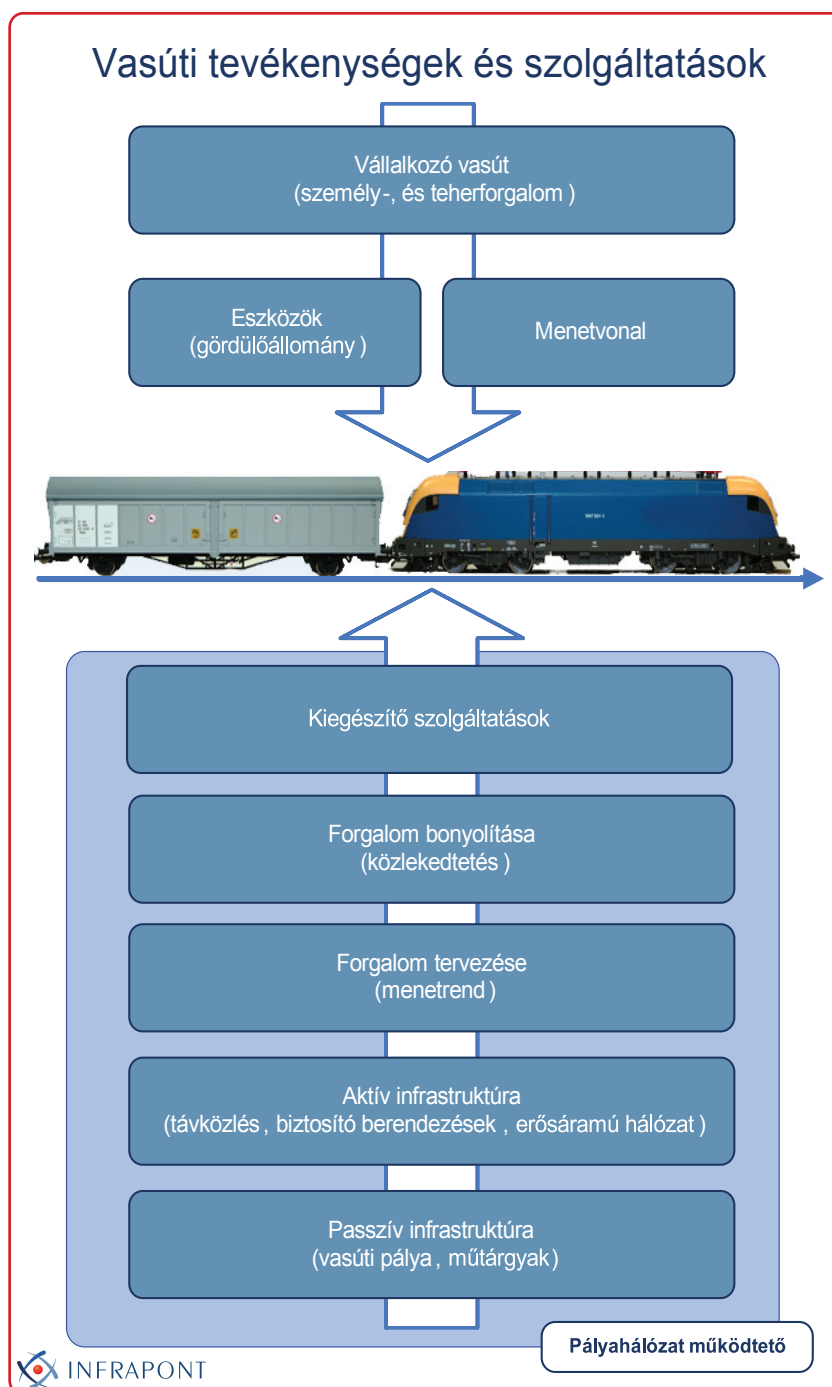 Vasúti tevékenységek és szolgáltatások
Vállalkozó vasút
(személy-, és teherforgalom )
Eszközök
(gördülőállomány )
Menetvonal
Kiegészítő szolgáltatások
Forgalom bonyolítása
(közlekedtetés )
Forgalom tervezése
(menetrend )
Aktív infrastruktúra
(távközlés , biztosító berendezések , erősáramú hálózat )
Passzív infrastruktúra
(vasúti pálya , műtárgyak)
Pályahálózat működtető
INFRAPONT